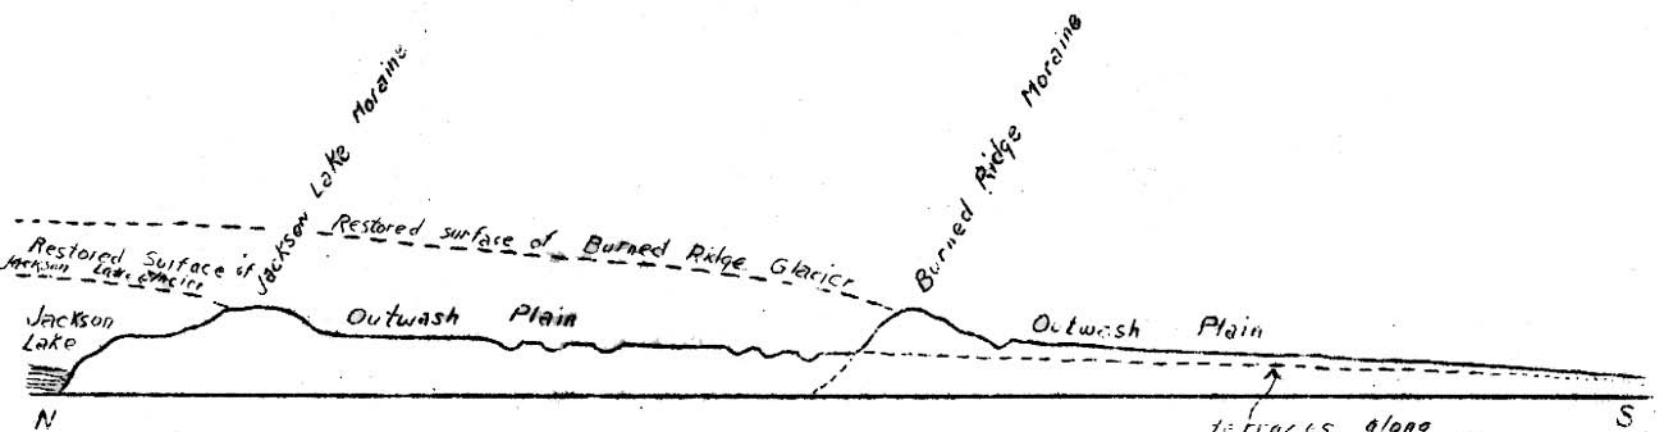 Jackson Lake Moraine
Burned Ridge Moraine
Restored surface of Burned Ridge Glacier
Restored Surface of
Jackson Lake Glacier
Jackson
Lake
Outwash Plain
Outwash Plain
N
S
terraces along